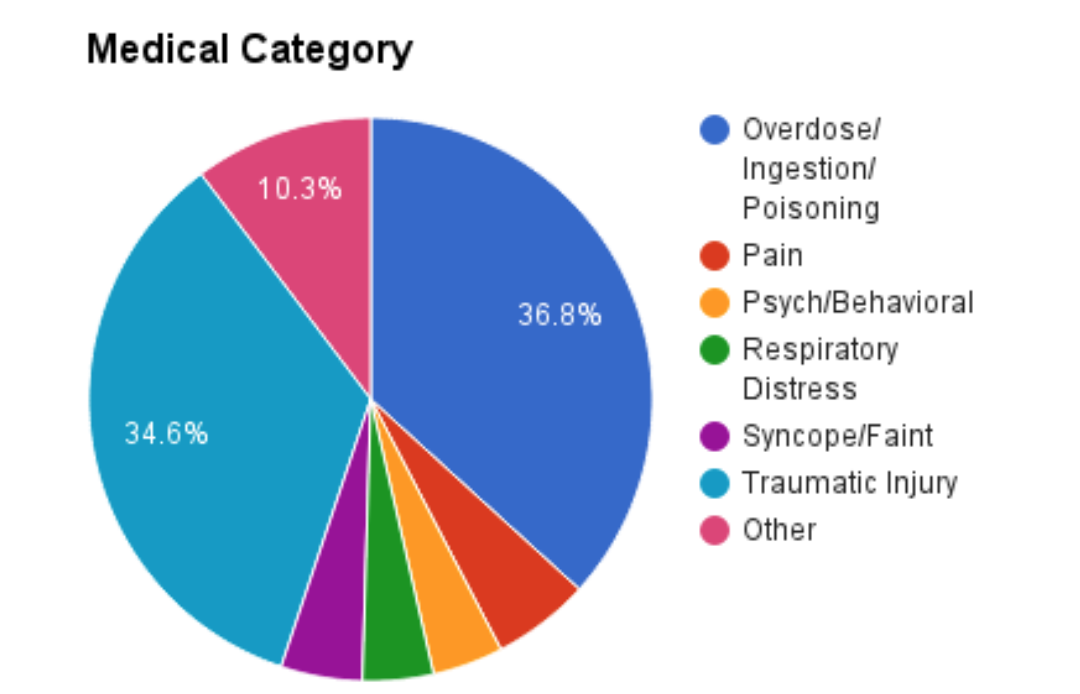 Medical Category
10.3%
36.8%
34.6%
Overdose/
Ingestion/
Poisoning
Pain
Psych/Behavioral
Respiratory
Distress
Syncope/Faint
Traumatic Injury
Other